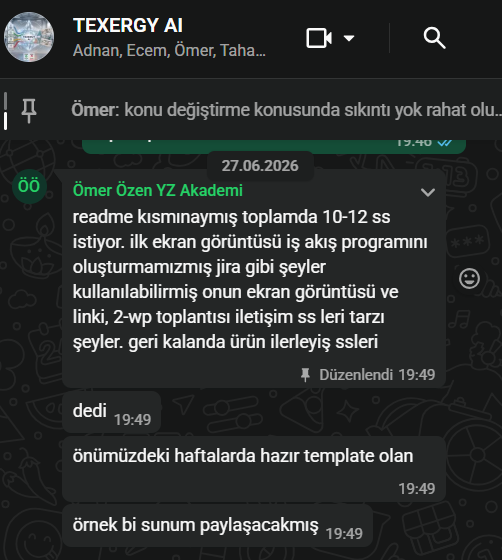 TEXERGY AI
Adnan, Ecem, Ömer, Taha...
Ömer: konu değiştirme konusunda sıkıntı yok rahat olu...
19:46
27.06.2026
ÖÖ
Ömer Özen YZ Akademi
readme kısmınaymış toplamda 10-12 ss
istiyor. ilk ekran görüntüsü iş akış programını
oluşturmamızmış jira gibi şeyler
kullanılabilirmiş onun ekran görüntüsü ve
linki, 2-wp toplantısı iletişim ss leri tarzı
şeyler. geri kalanda ürün ilerleyiş ssleri
Düzenlendi 19:49
dedi 19:49
önümüzdeki haftalarda hazır template olan
19:49
örnek bi sunum paylaşacakmış 19:49